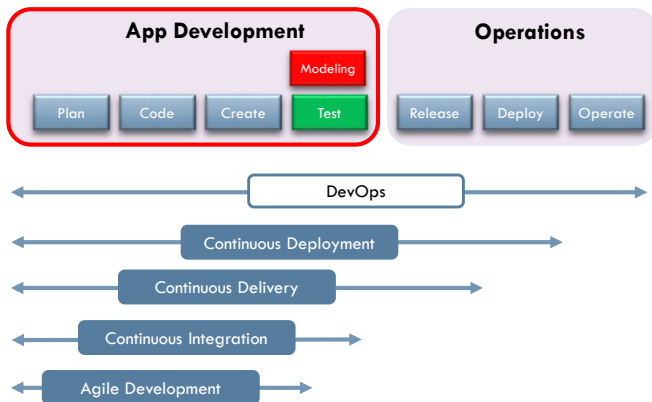 App Development
Operations
Modeling
Plan
Code
Create
Test
Release
Deploy
Operate
DevOps
Continuous Deployment
Continuous Delivery
Continuous Integration
Agile Development